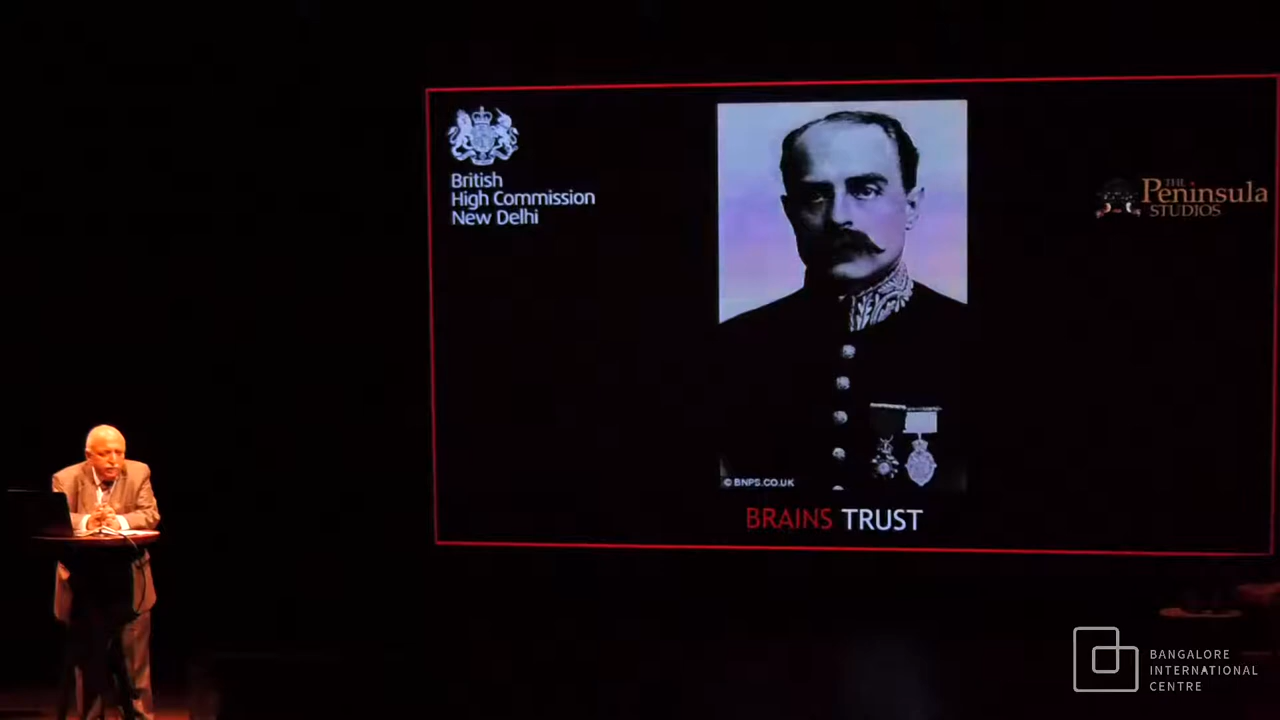 British
High Commission
New Delhi
THE
Peninsula
STUDIOS
© BNPS.CO.UK
BRAINS TRUST
BANGALORE
INTERNATIONAL
CENTRE